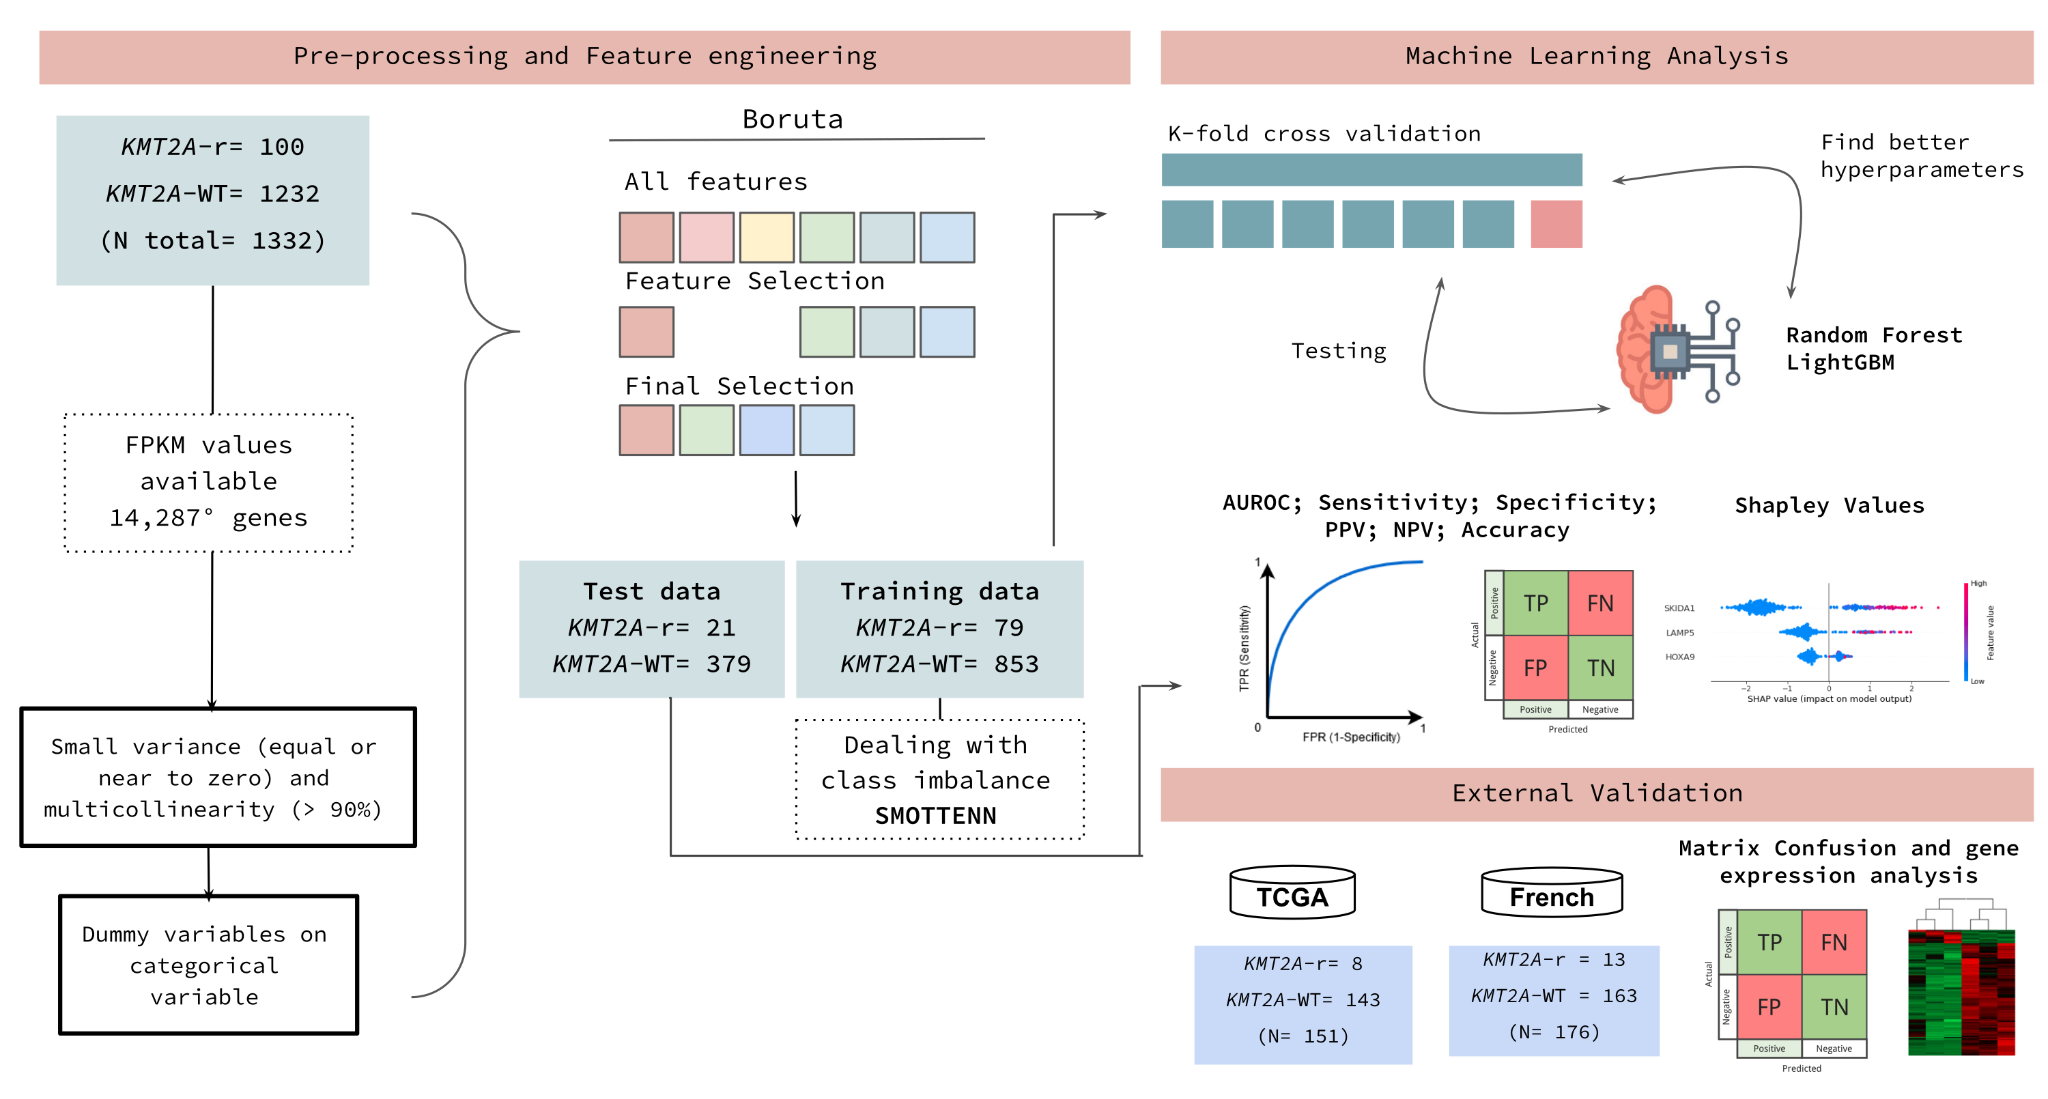 Pre-processing and Feature engineering
KMT2A-r= 100
KMT2A-WT= 1232
(N total= 1332)
FPKM values
available
14,287° genes
Small variance (equal or
near to zero) and
multicollinearity (> 90%)
Dummy variables on
categorical
variable
Boruta
All features
Feature Selection
Final Selection
Test data
KMT2A-r= 21
KMT2A-WT= 379
Training data
KMT2A-r= 79
KMT2A-WT= 853
Dealing with
class imbalance
SMOTTENN
Machine Learning Analysis
K-fold cross validation
Find better
hyperparameters
Testing
Random Forest
LightGBM
AUROC; Sensitivity; Specificity;
PPV; NPV; Accuracy
1
TPR (Sensitivity)
0
1
FPR (1-Specificity)
Actual
Positive
Negative
TP
FN
FP
TN
Positive
Negative
Predicted
Shapley Values
SKIDA1
LAMP5
HOXA9
−2
−1
0
1
2
SHAP value (impact on model output)
High
Low
Feature value
External Validation
TCGA
KMT2A-r= 8
KMT2A-WT= 143
(N= 151)
French
KMT2A-r = 13
KMT2A-WT = 163
(N= 176)
Matrix Confusion and gene
expression analysis
Actual
Positive
Negative
TP
FN
FP
TN
Positive
Negative
Predicted